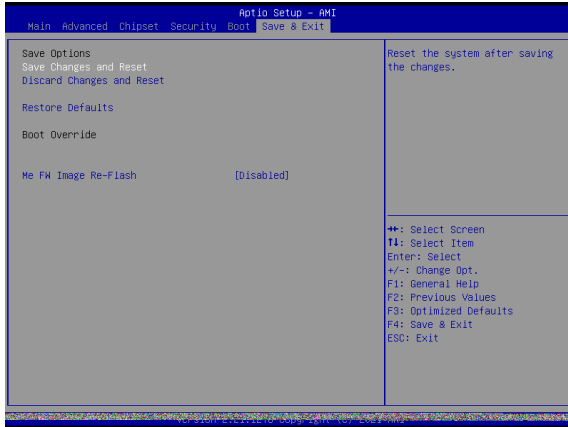 Aptio Setup – AMI
Main Advanced Chipset Security Boot Save & Exit
Save Options
Save Changes and Reset
Discard Changes and Reset
Restore Defaults
Boot Override
Me FW Image Re-Flash [Disabled]
Reset the system after saving
the changes.
→←: Select Screen
↑↓: Select Item
Enter: Select
+/-: Change Opt.
F1: General Help
F2: Previous Values
F3: Optimized Defaults
F4: Save & Exit
ESC: Exit